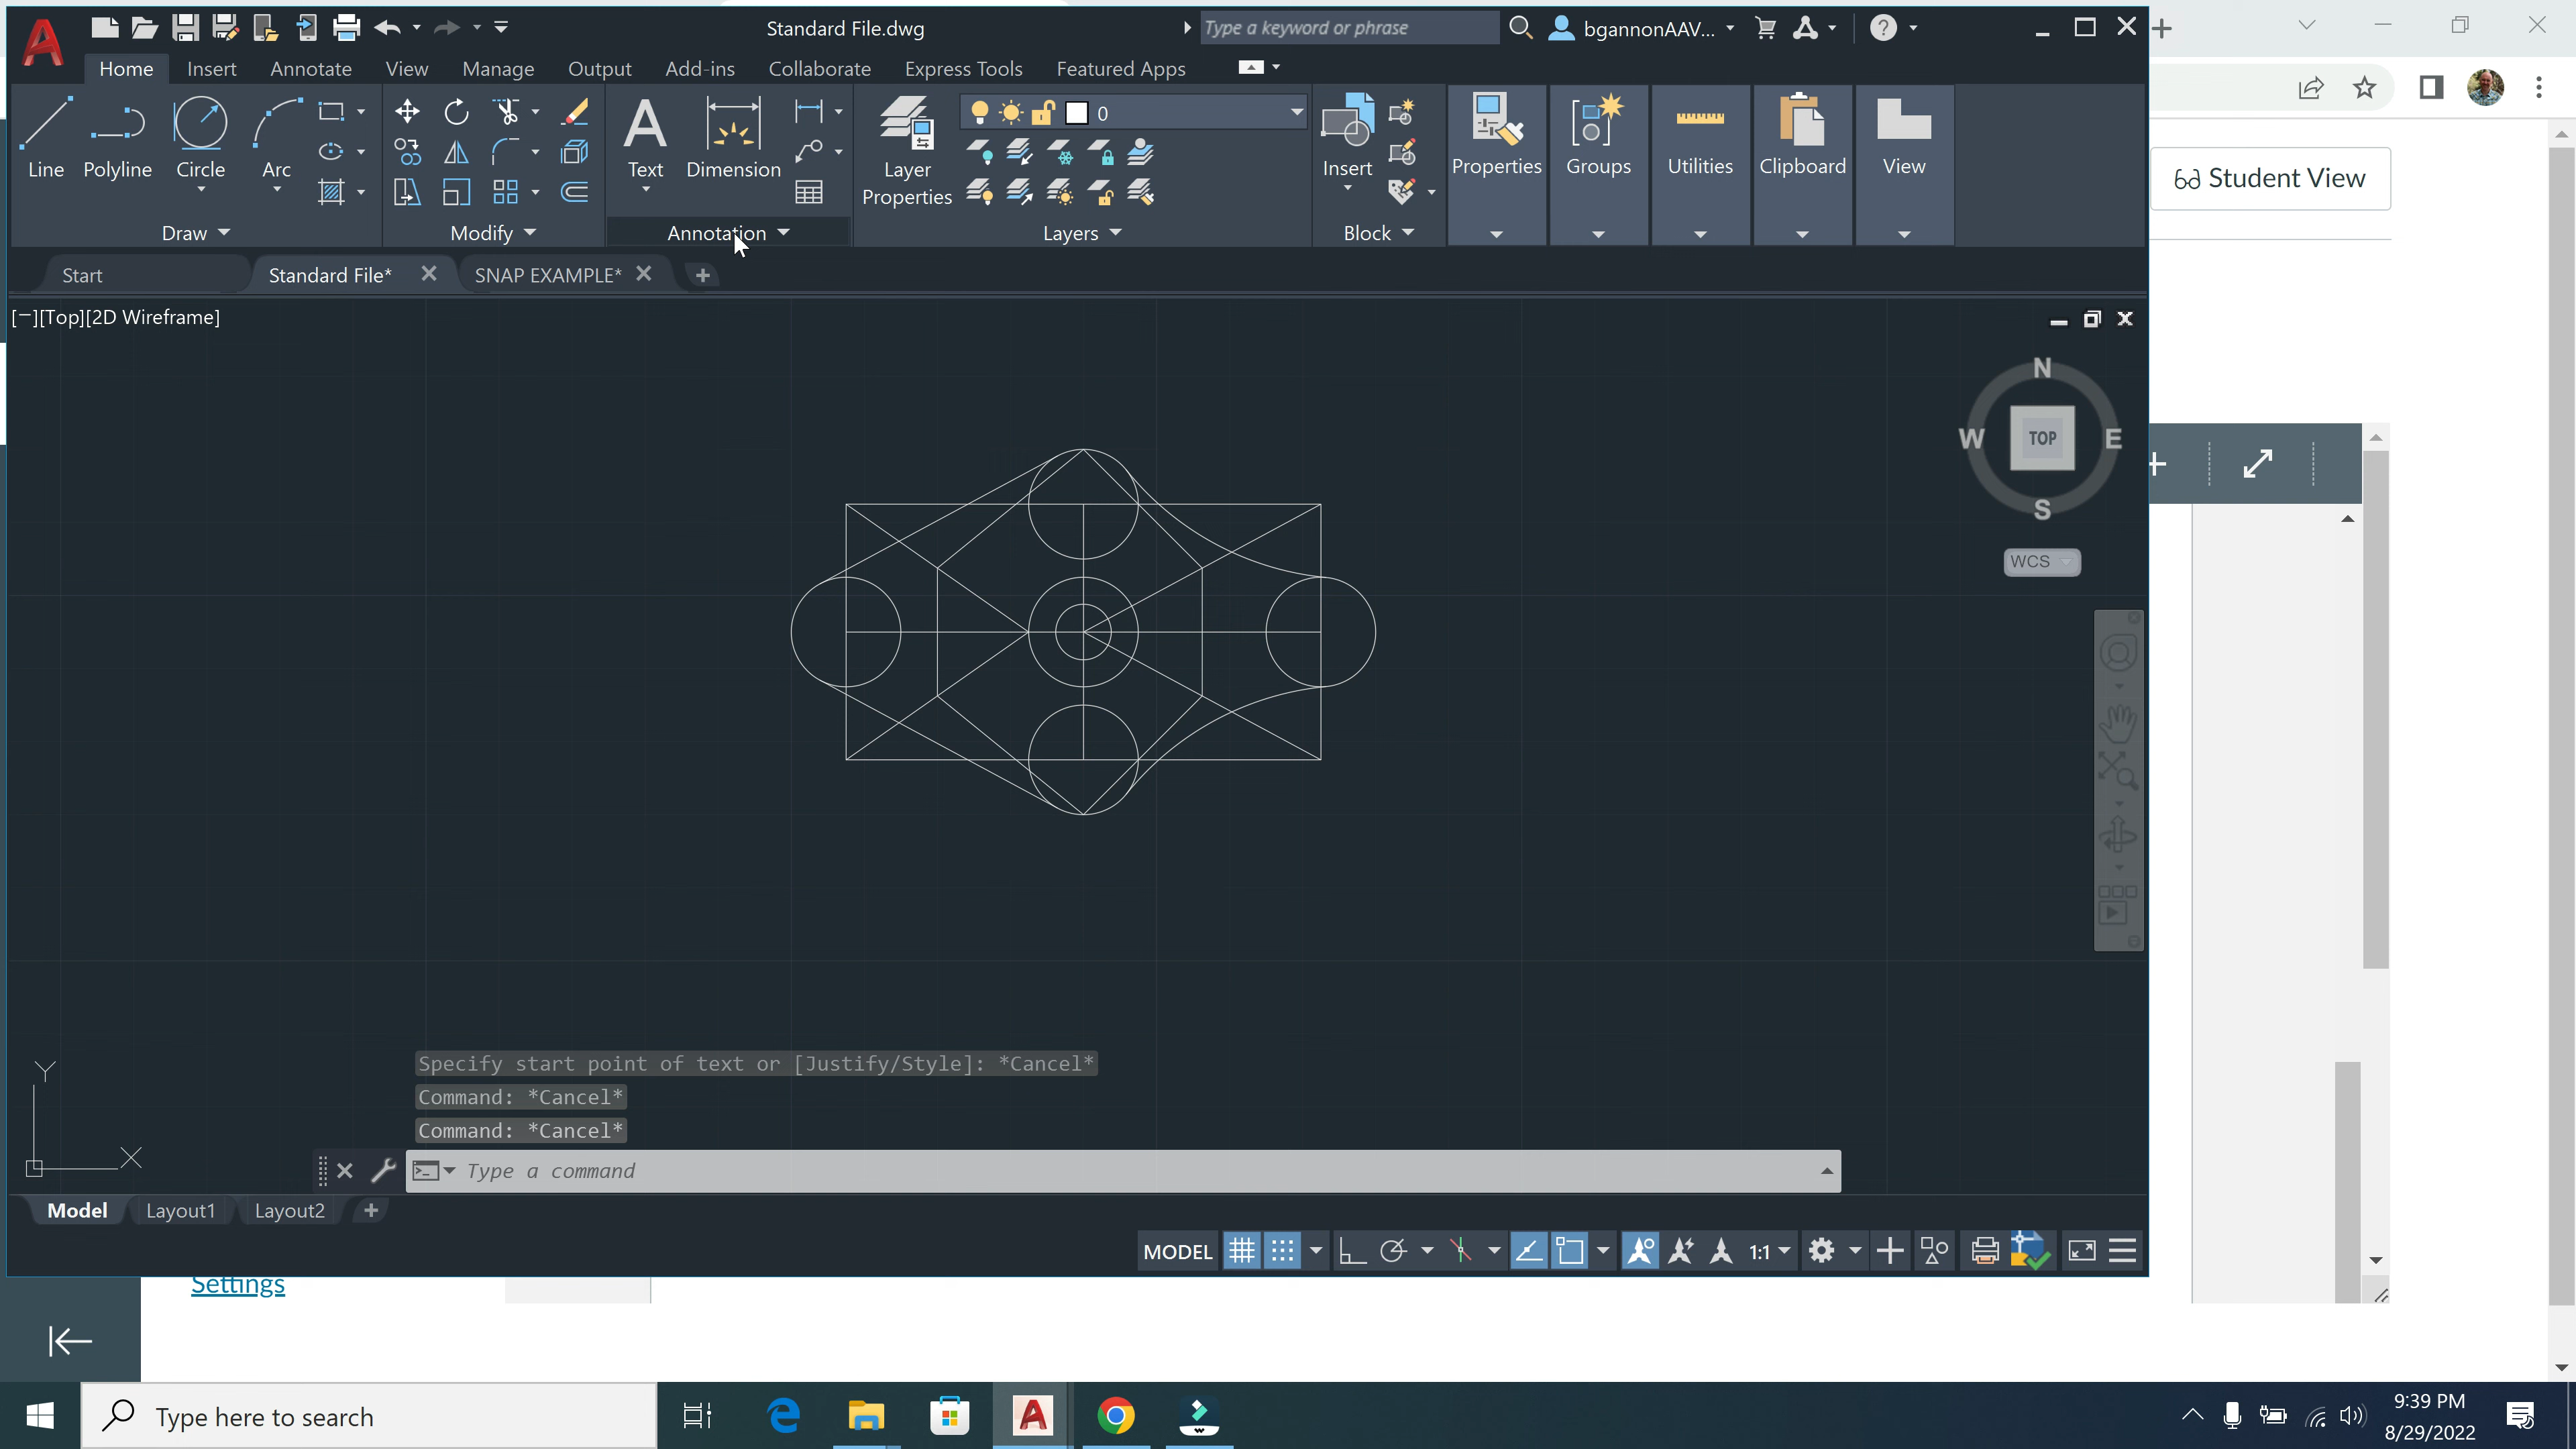 Standard File.dwg
Type a keyword or phrase
bgannonAAV...
Home Insert Annotate View Manage Output Add-ins Collaborate Express Tools Featured Apps
Line Polyline Circle Arc
Text Dimension
Layer Properties
0
Insert
Properties Groups Utilities Clipboard View
Draw Modify Annotation Layers Block
Start Standard File* SNAP EXAMPLE*
[−][Top][2D Wireframe]
N
W TOP E
S
WCS
Student View
Y
X
Specify start point of text or [Justify/Style]: *Cancel*
Command: *Cancel*
Command: *Cancel*
Type a command
Model Layout1 Layout2
MODEL 1:1
Settings
Type here to search
9:39 PM
8/29/2022